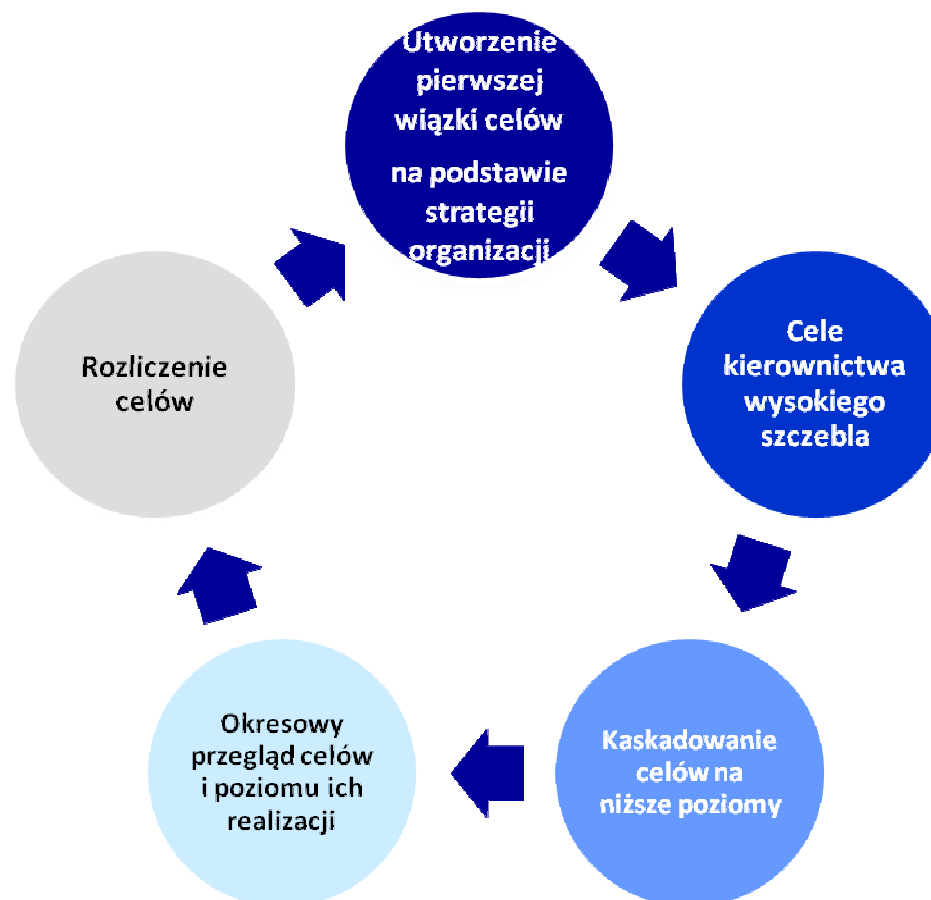 Utworzenie
pierwszej
wiązki celów
na podstawie
strategii
organizacji
Cele
kierownictwa
wysokiego
szczebla
Kaskadowanie
celów na
niższe poziomy
Okresowy
przegląd celów
i poziomu ich
realizacji
Rozliczenie
celów